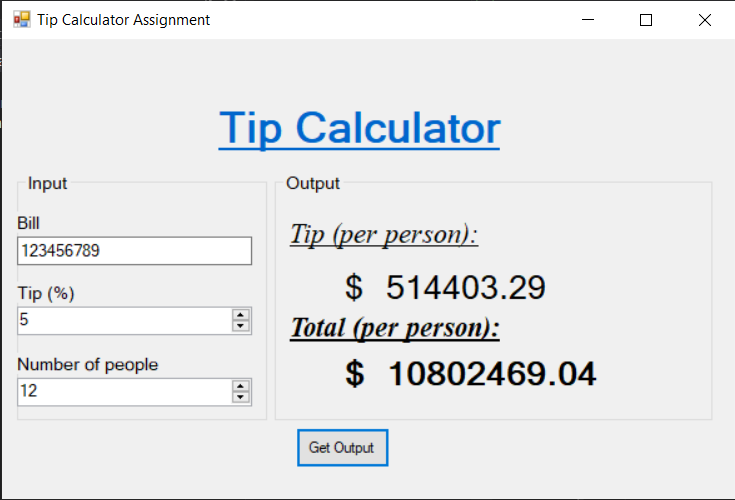 Tip Calculator Assignment
Tip Calculator
Input
Bill
123456789
Tip (%)
5
Number of people
12
Output
Tip (per person):
$ 514403.29
Total (per person):
$ 10802469.04
Get Output